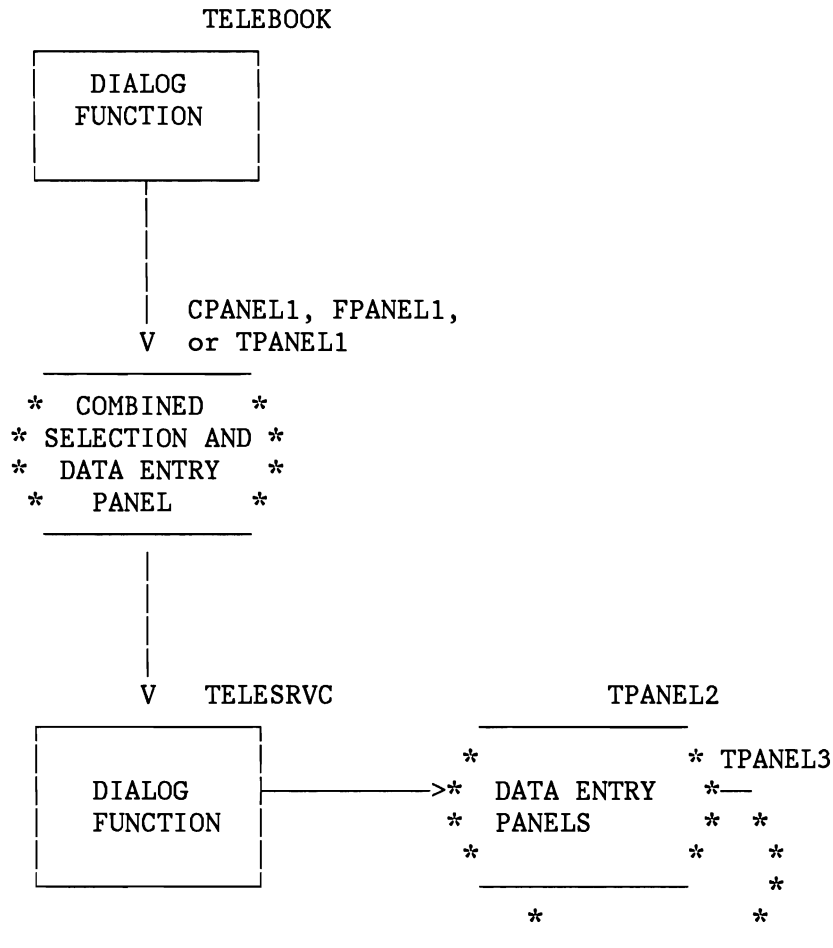 TELEBOOK
DIALOG
FUNCTION
CPANEL1, FPANEL1,
V or TPANEL1
* COMBINED *
* SELECTION AND *
* DATA ENTRY *
* PANEL *
V TELESRVC TPANEL2
* * TPANEL3
DIALOG >* DATA ENTRY *
FUNCTION * PANELS * *
* * *
*
* *